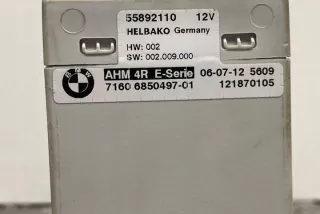 55892110 12V
HELBAKO Germany
HW: 002
SW: 002.009.000
BMW
AHM 4R E-Serie 06-07-12 5609
7160 6850497-01 121870105